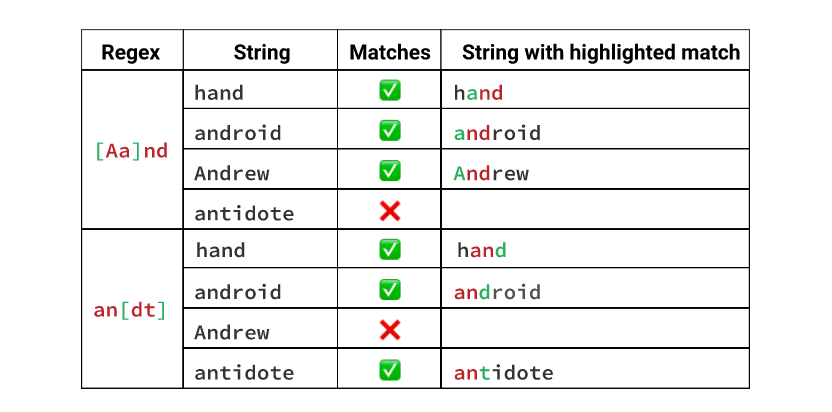 Regex String Matches String with highlighted match
[Aa]nd
hand ✅ hand
android ✅ android
Andrew ✅ Andrew
antidote ❌
an[dt]
hand ✅ hand
android ✅ android
Andrew ❌
antidote ✅ antidote